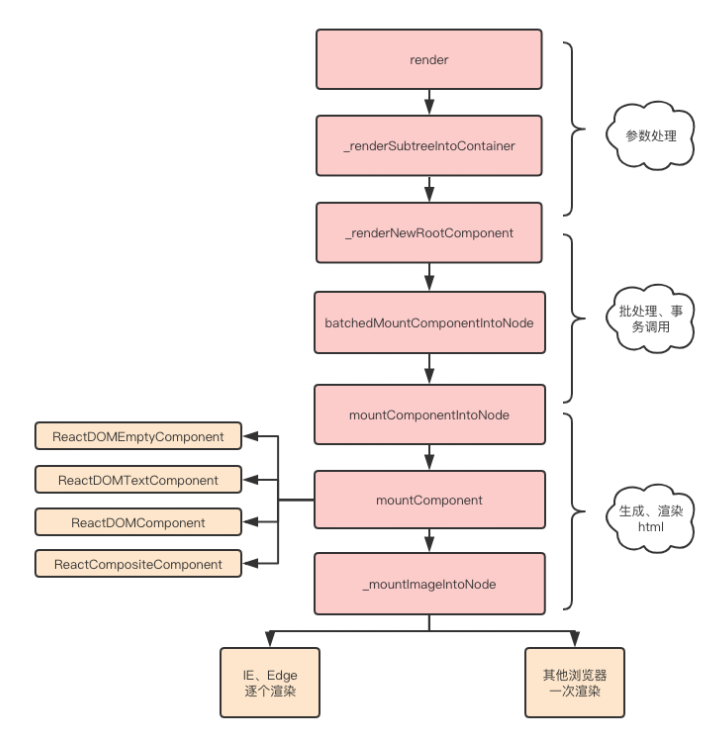 render
参数处理
_renderSubtreeIntoContainer
_renderNewRootComponent
批处理、事
务调用
batchedMountComponentIntoNode
mountComponentIntoNode
ReactDOMEmptyComponent
ReactDOMTextComponent
ReactDOMComponent
ReactCompositeComponent
mountComponent
生成、渲染
html
_mountImageIntoNode
IE、Edge
逐个渲染
其他浏览器
一次渲染